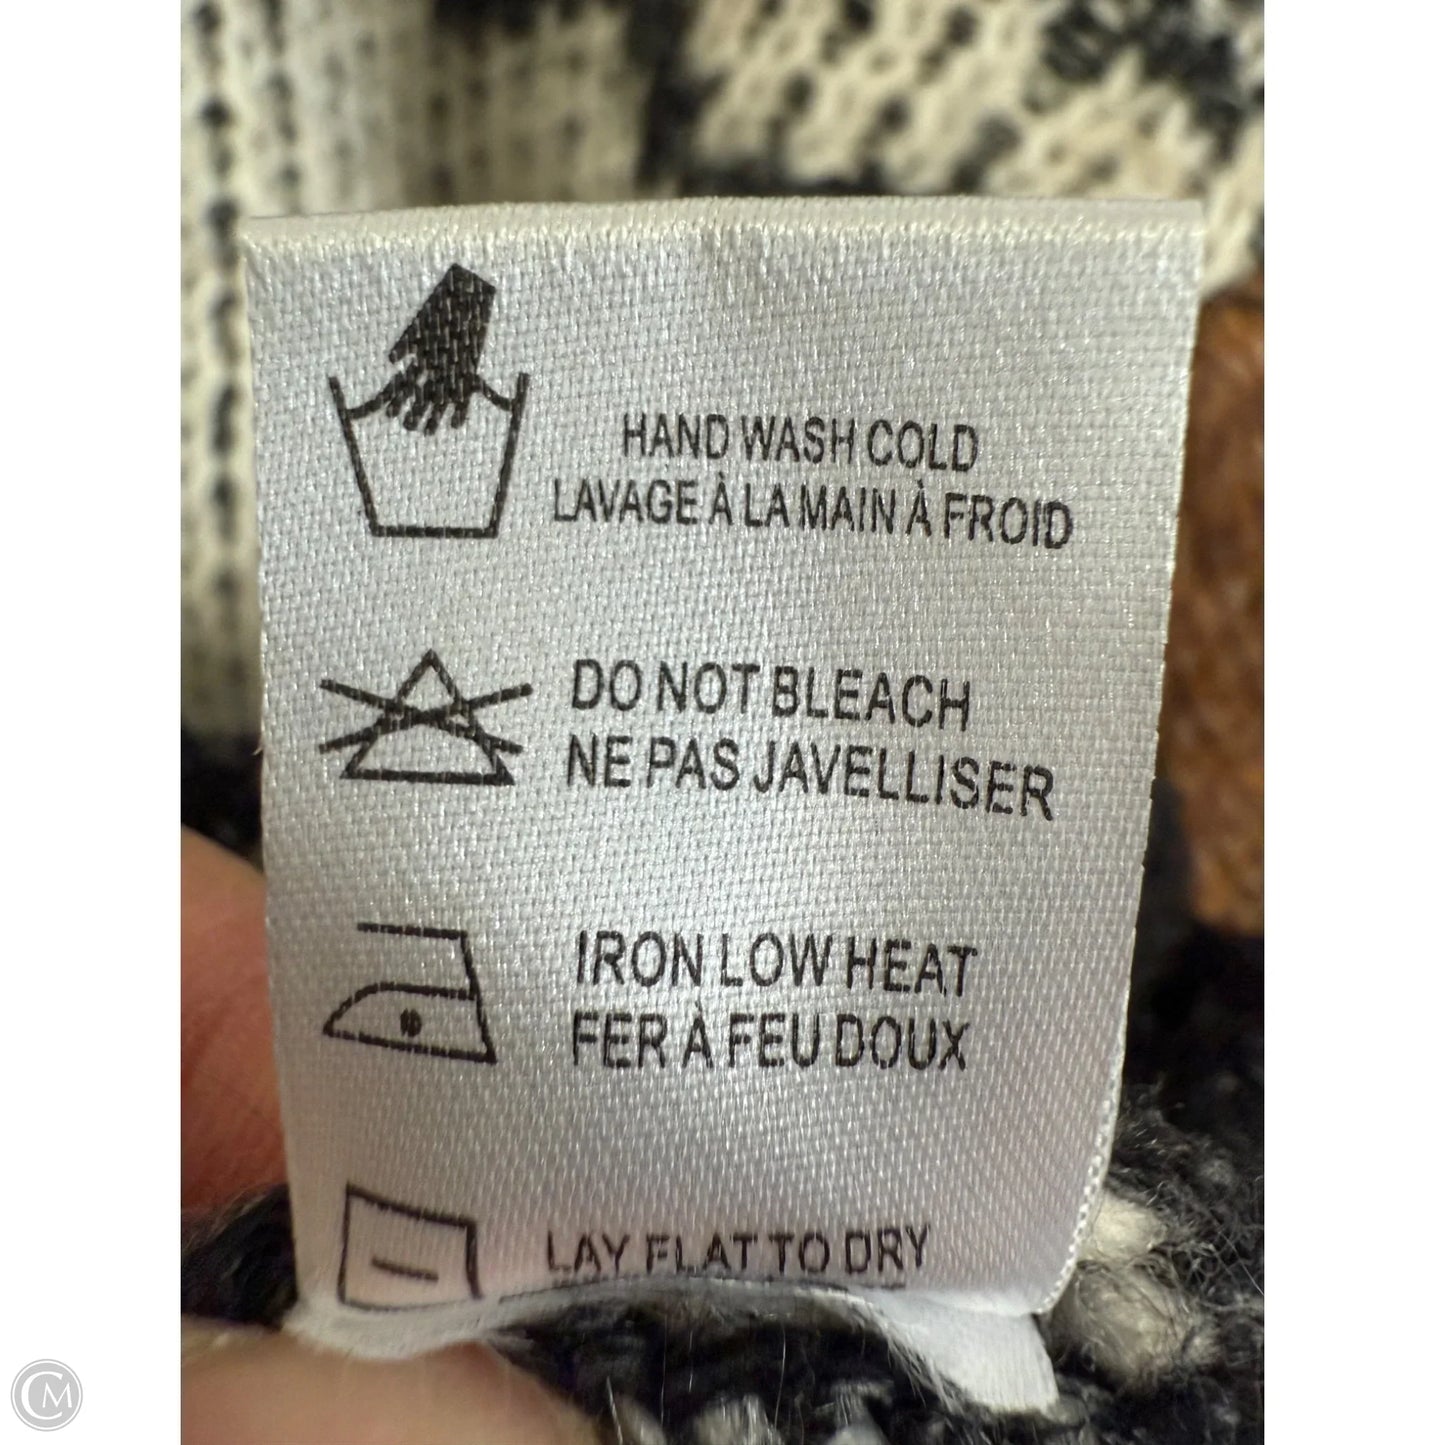 HAND WASH COLD
LAVAGE À LA MAIN À FROID
DO NOT BLEACH
NE PAS JAVELLISER
IRON LOW HEAT
FER À FEU DOUX
LAY FLAT TO DRY
CM